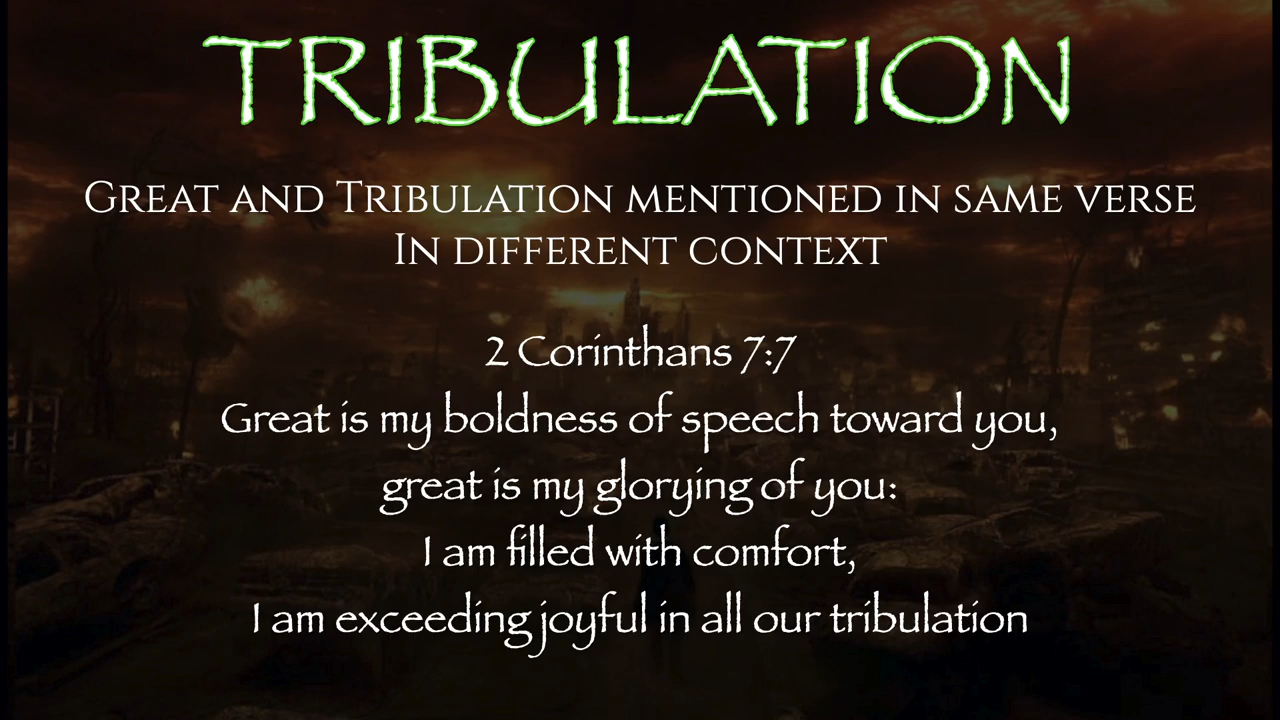 TRIBULATION
Great and Tribulation mentioned in same verse
In different context
2 Corinthans 7:7
Great is my boldness of speech toward you,
great is my glorying of you:
I am filled with comfort,
I am exceeding joyful in all our tribulation